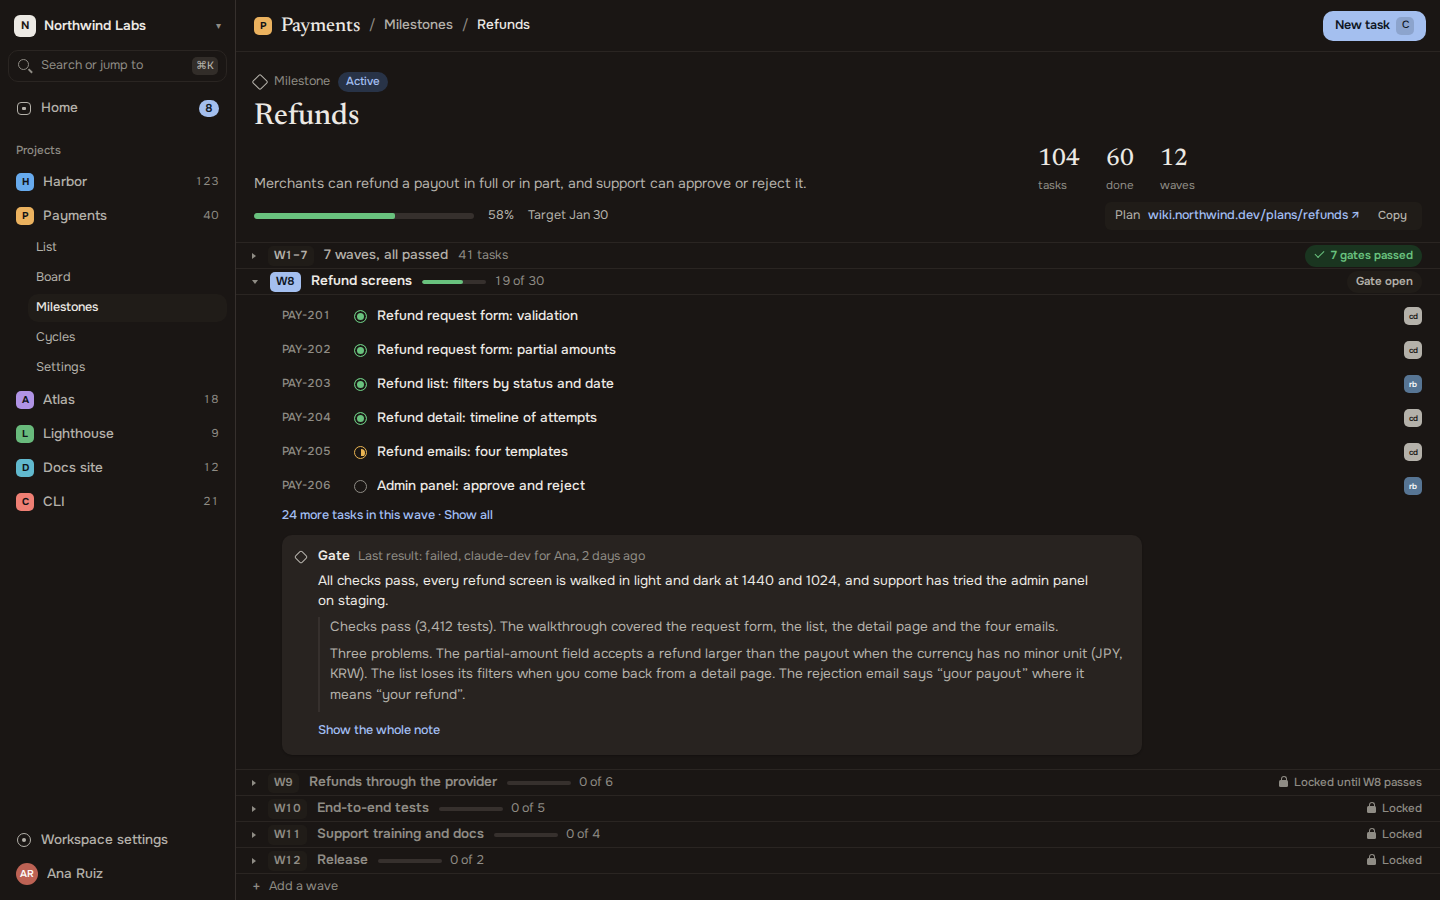 N Northwind Labs
Search or jump to ⌘K
Home 8
Projects
H Harbor 123
P Payments 40
List
Board
Milestones
Cycles
Settings
A Atlas 18
L Lighthouse 9
D Docs site 12
C CLI 21
Workspace settings
AR Ana Ruiz
P Payments / Milestones / Refunds
New task C
Milestone Active
Refunds
Merchants can refund a payout in full or in part, and support can approve or reject it.
104 60 12
tasks done waves
58% Target Jan 30
Plan wiki.northwind.dev/plans/refunds ↗ Copy
W1–7 7 waves, all passed 41 tasks 7 gates passed
W8 Refund screens 19 of 30 Gate open
PAY-201 Refund request form: validation cd
PAY-202 Refund request form: partial amounts cd
PAY-203 Refund list: filters by status and date rb
PAY-204 Refund detail: timeline of attempts cd
PAY-205 Refund emails: four templates cd
PAY-206 Admin panel: approve and reject rb
24 more tasks in this wave · Show all
Gate Last result: failed, claude-dev for Ana, 2 days ago
All checks pass, every refund screen is walked in light and dark at 1440 and 1024, and support has tried the admin panel
on staging.
Checks pass (3,412 tests). The walkthrough covered the request form, the list, the detail page and the four emails.
Three problems. The partial-amount field accepts a refund larger than the payout when the currency has no minor unit (JPY,
KRW). The list loses its filters when you come back from a detail page. The rejection email says “your payout” where it
means “your refund”.
Show the whole note
W9 Refunds through the provider 0 of 6 Locked until W8 passes
W10 End-to-end tests 0 of 5 Locked
W11 Support training and docs 0 of 4 Locked
W12 Release 0 of 2 Locked
+ Add a wave